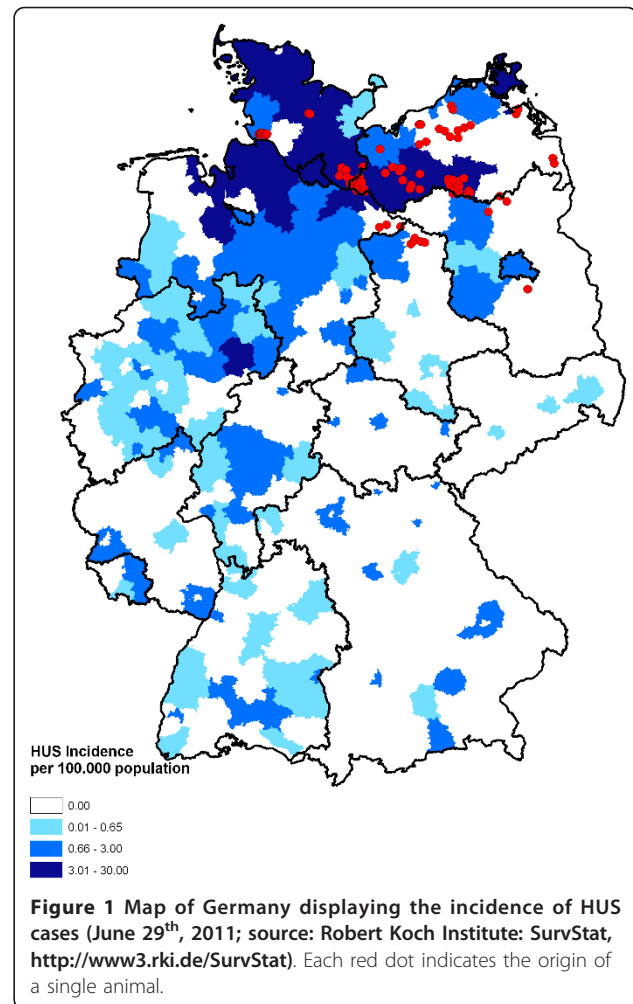 HUS Incidence
per 100.000 population
0.00
0.01 - 0.65
0.66 - 3.00
3.01 - 30.00
Figure 1 Map of Germany displaying the incidence of HUS
cases (June 29th, 2011; source: Robert Koch Institute: SurvStat,
http://www3.rki.de/SurvStat). Each red dot indicates the origin of
a single animal.